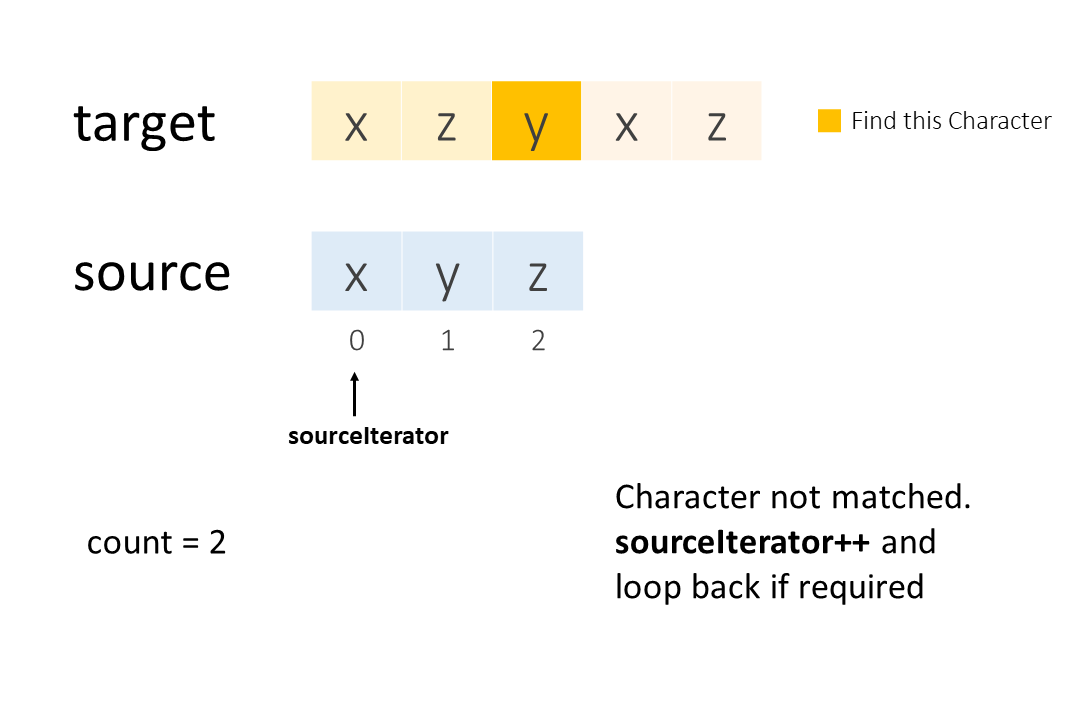 target x z y x z Find this Character
source x y z
0 1 2
sourceIterator
Character not matched.
count = 2 sourceIterator++ and
loop back if required